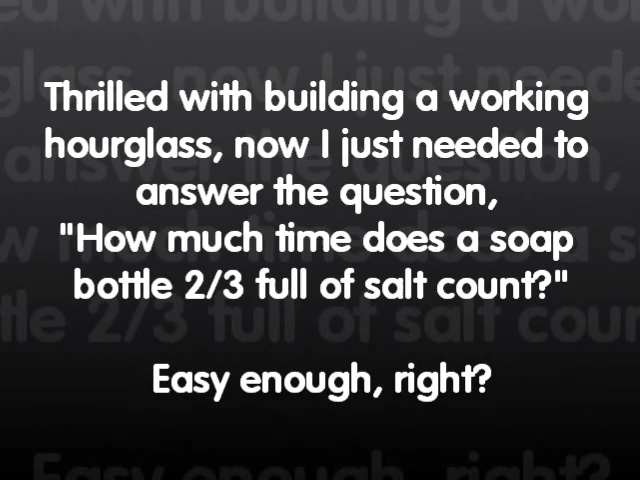 Thrilled with building a working
hourglass, now I just needed to
answer the question,
"How much time does a soap
bottle 2/3 full of salt count?"
Easy enough, right?